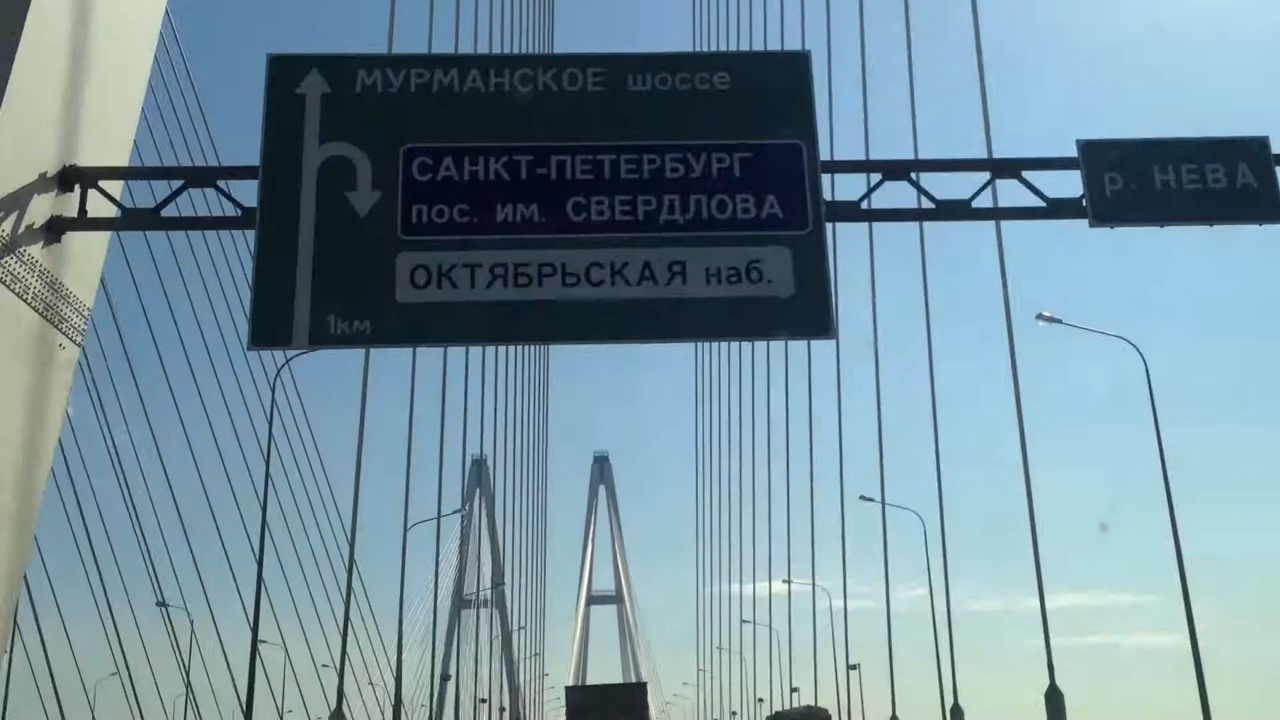 МУРМАНСКОЕ шоссе
САНКТ-ПЕТЕРБУРГ
пос. им. СВЕРДЛОВА
ОКТЯБРЬСКАЯ наб.
1км
р. НЕВА